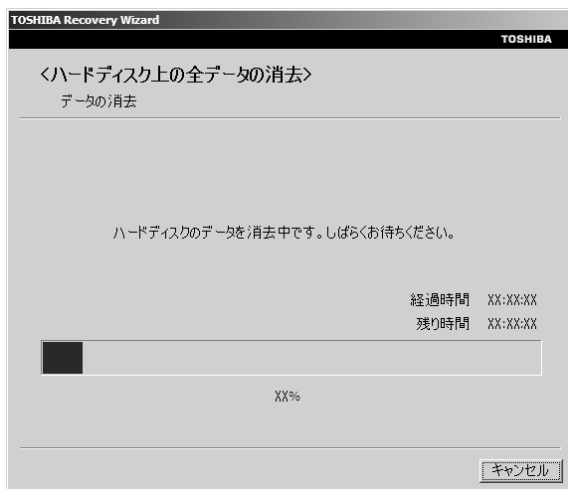 TOSHIBA Recovery Wizard
TOSHIBA
<ハードディスク上の全データの消去>
データの消去
ハードディスクのデータを消去中です。しばらくお待ちください。
経過時間 XX:XX:XX
残り時間 XX:XX:XX
XX%
キャンセル